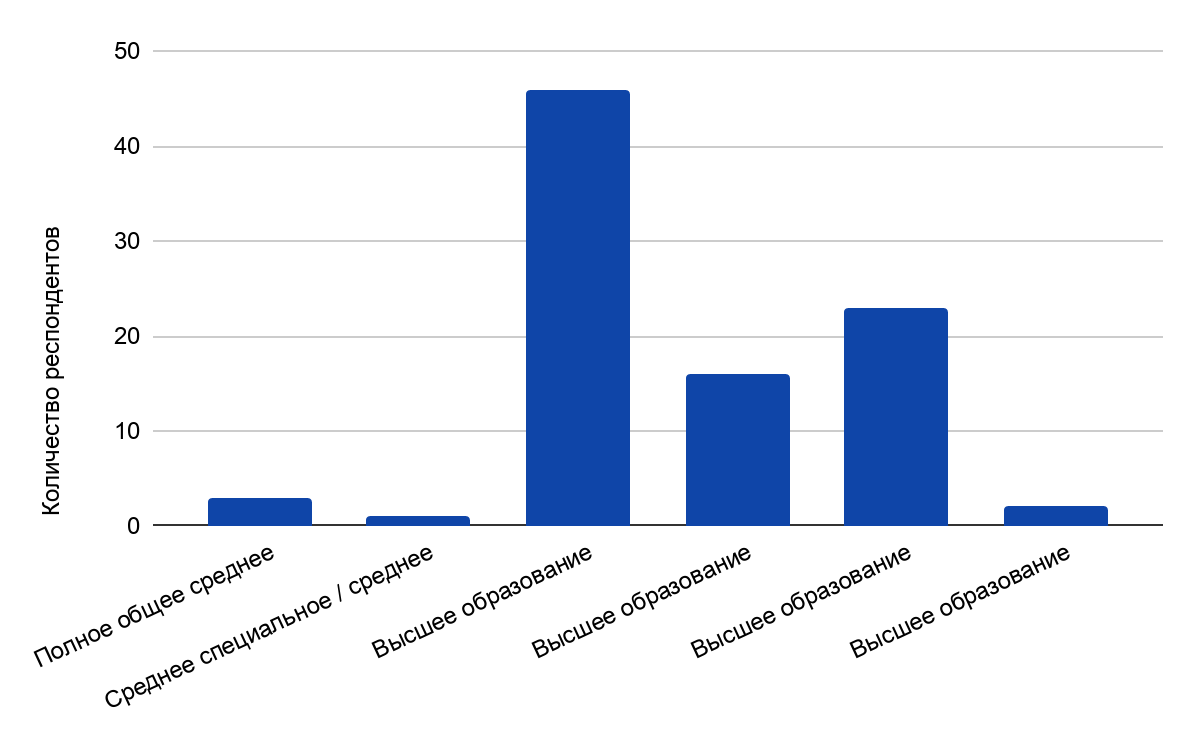 50
40
30
20
10
0
Количество респондентов
Полное общее среднее
Среднее специальное / среднее
Высшее образование
Высшее образование
Высшее образование
Высшее образование